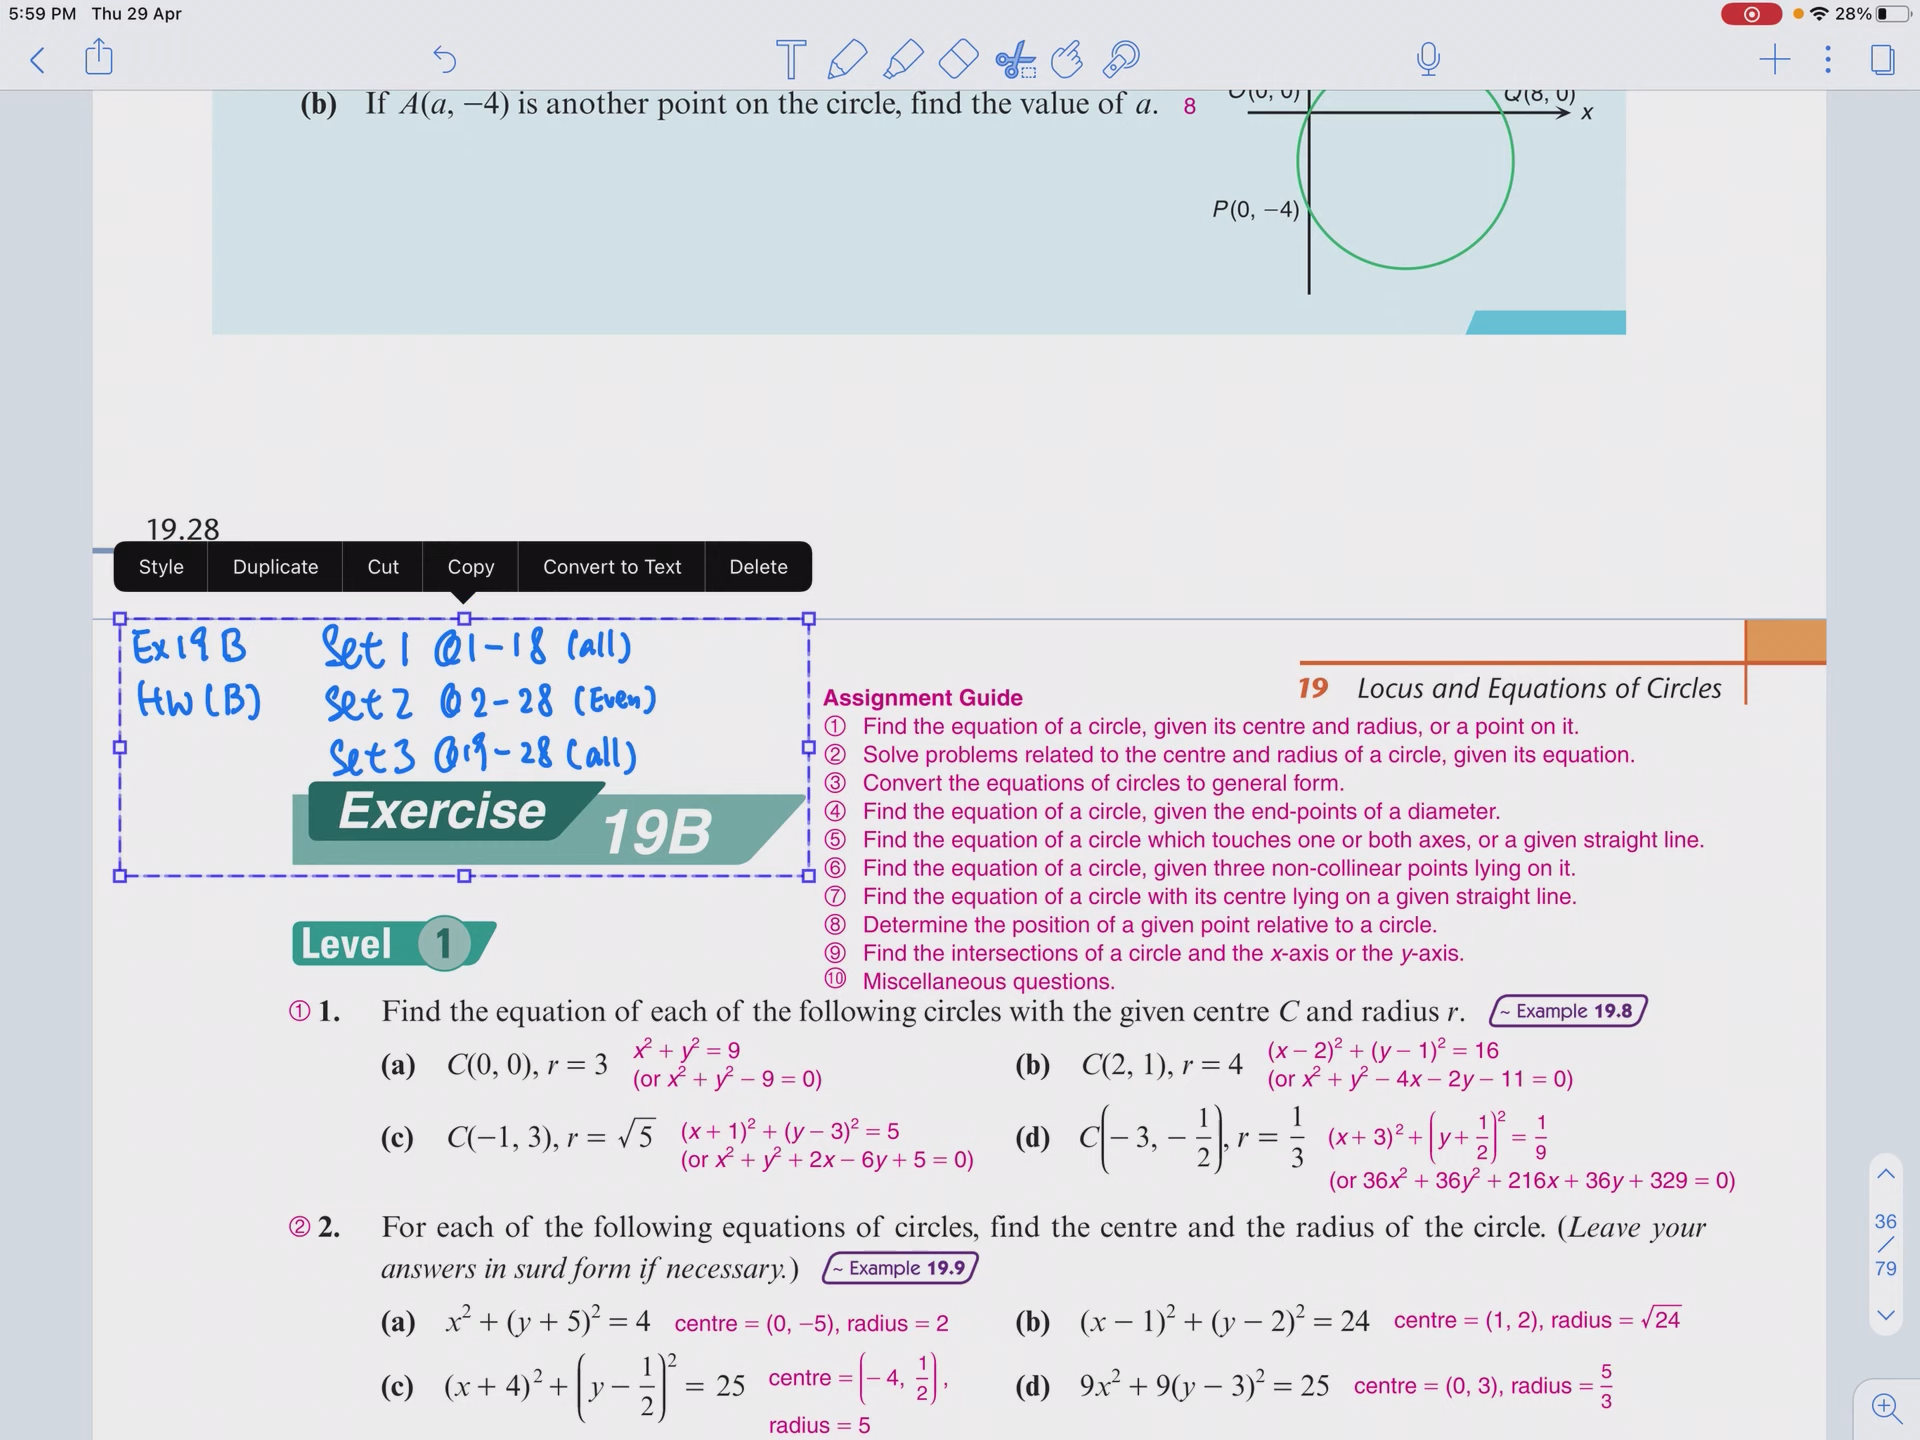 5:59 PM Thu 29 Apr
28%
(b) If A(a, −4) is another point on the circle, find the value of a. 8
Q(8, 0)
x
P(0, −4)
19.28
Style Duplicate Cut Copy Convert to Text Delete
Ex19B Set 1 Q1-18 (all)
HW(B) Set 2 Q2-28 (Even)
Set 3 Q19-28 (all)
Exercise 19B
19 Locus and Equations of Circles
Assignment Guide
① Find the equation of a circle, given its centre and radius, or a point on it.
② Solve problems related to the centre and radius of a circle, given its equation.
③ Convert the equations of circles to general form.
④ Find the equation of a circle, given the end-points of a diameter.
⑤ Find the equation of a circle which touches one or both axes, or a given straight line.
⑥ Find the equation of a circle, given three non-collinear points lying on it.
⑦ Find the equation of a circle with its centre lying on a given straight line.
⑧ Determine the position of a given point relative to a circle.
⑨ Find the intersections of a circle and the x-axis or the y-axis.
⑩ Miscellaneous questions.
Level 1
① 1. Find the equation of each of the following circles with the given centre C and radius r. ~ Example 19.8
(a) C(0, 0), r = 3 x² + y² = 9
(or x² + y² − 9 = 0)
(b) C(2, 1), r = 4 (x − 2)² + (y − 1)² = 16
(or x² + y² − 4x − 2y − 11 = 0)
(c) C(−1, 3), r = √5 (x + 1)² + (y − 3)² = 5
(or x² + y² + 2x − 6y + 5 = 0)
(d) C(−3, −1/2), r = 1/3 (x + 3)² + (y + 1/2)² = 1/9
(or 36x² + 36y² + 216x + 36y + 329 = 0)
② 2. For each of the following equations of circles, find the centre and the radius of the circle. (Leave your
answers in surd form if necessary.) ~ Example 19.9
(a) x² + (y + 5)² = 4 centre = (0, −5), radius = 2
(b) (x − 1)² + (y − 2)² = 24 centre = (1, 2), radius = √24
(c) (x + 4)² + (y − 1/2)² = 25 centre = (−4, 1/2),
radius = 5
(d) 9x² + 9(y − 3)² = 25 centre = (0, 3), radius = 5/3
36
/
79